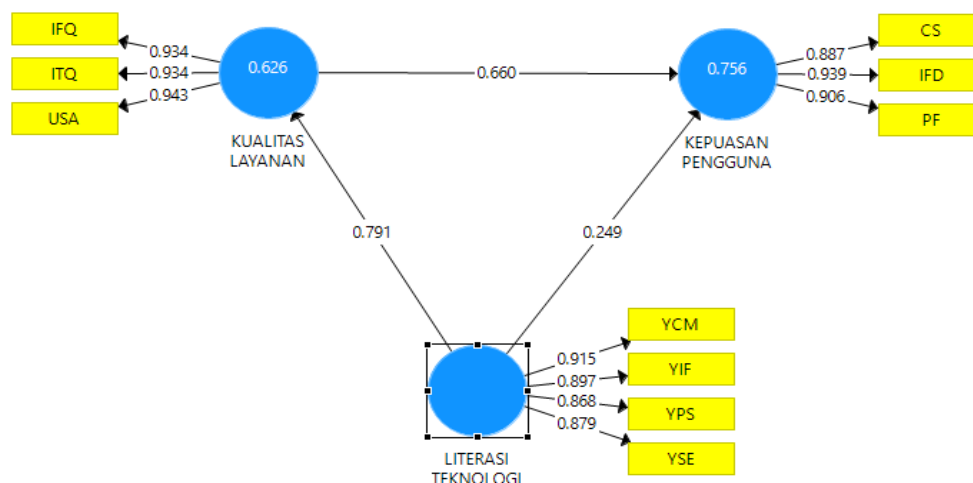 IFQ
ITQ
USA
0.934
0.934
0.943
0.626
KUALITAS
LAYANAN
0.660
0.756
KEPUASAN
PENGGUNA
0.887
0.939
0.906
CS
IFD
PF
0.791
0.249
LITERASI
TEKNOLOGI
0.915
0.897
0.868
0.879
YCM
YIF
YPS
YSE